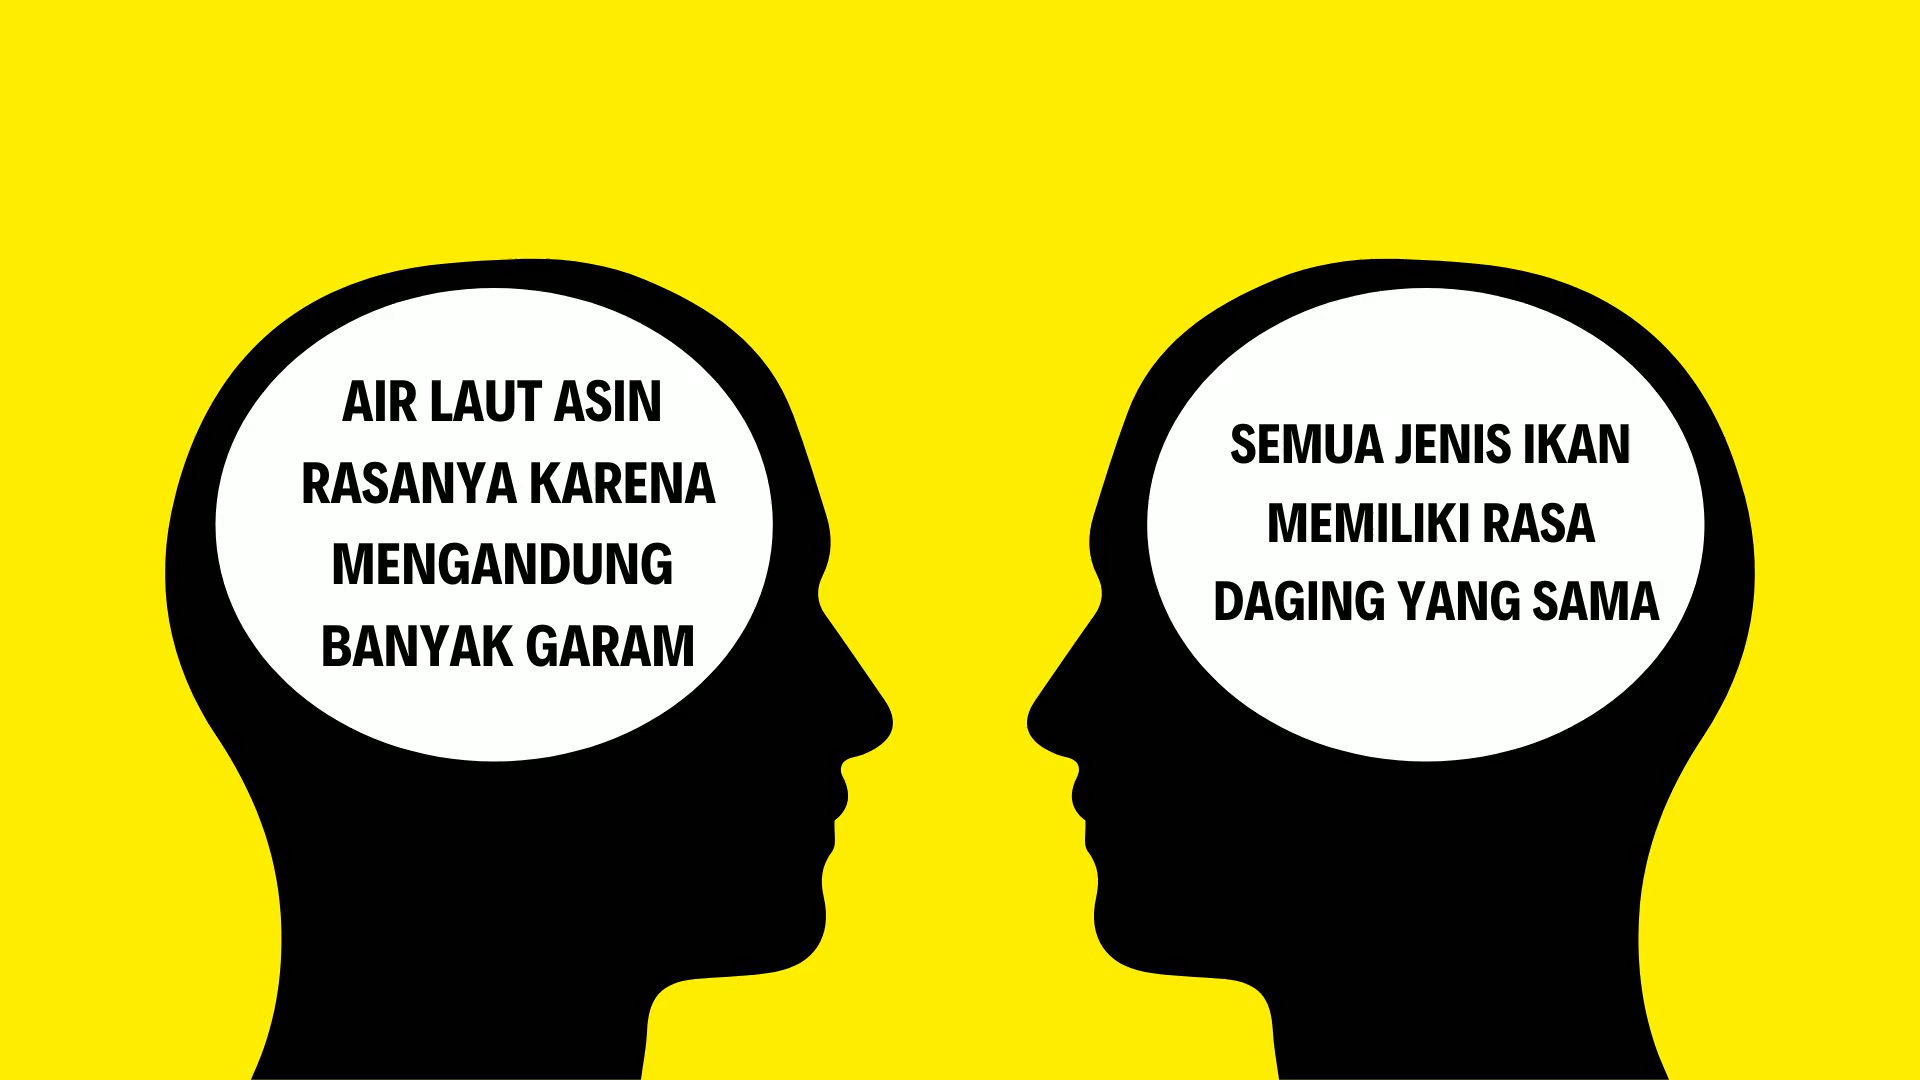 AIR LAUT ASIN
RASANYA KARENA
MENGANDUNG
BANYAK GARAM
SEMUA JENIS IKAN
MEMILIKI RASA
DAGING YANG SAMA